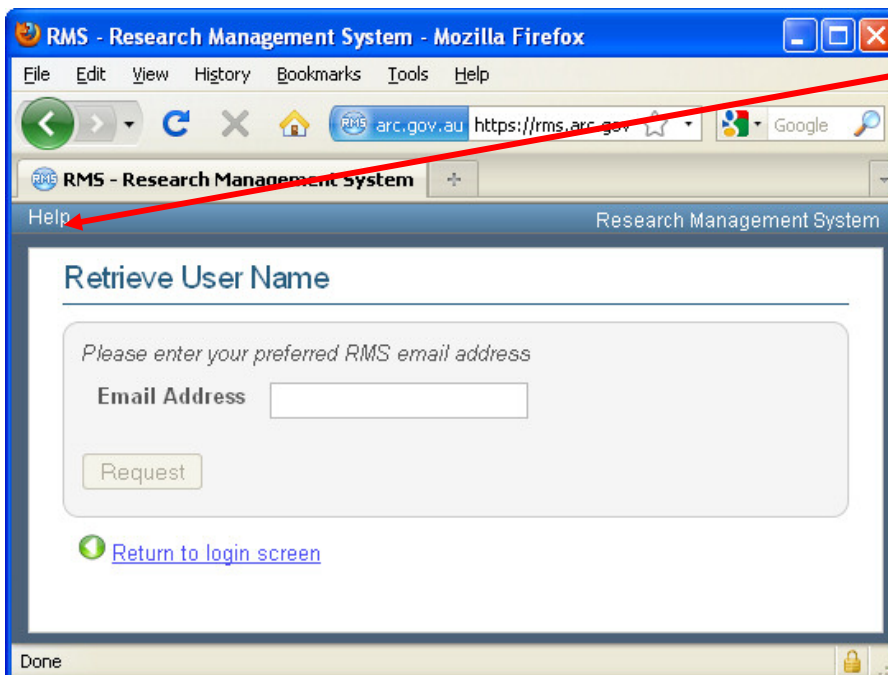 RMS - Research Management System - Mozilla Firefox
File Edit View History Bookmarks Tools Help
RMS arc.gov.au https://rms.arc.gov Google
RMS RMS - Research Management System
Help Research Management System
Retrieve User Name
Please enter your preferred RMS email address
Email Address
Request
Return to login screen
Done